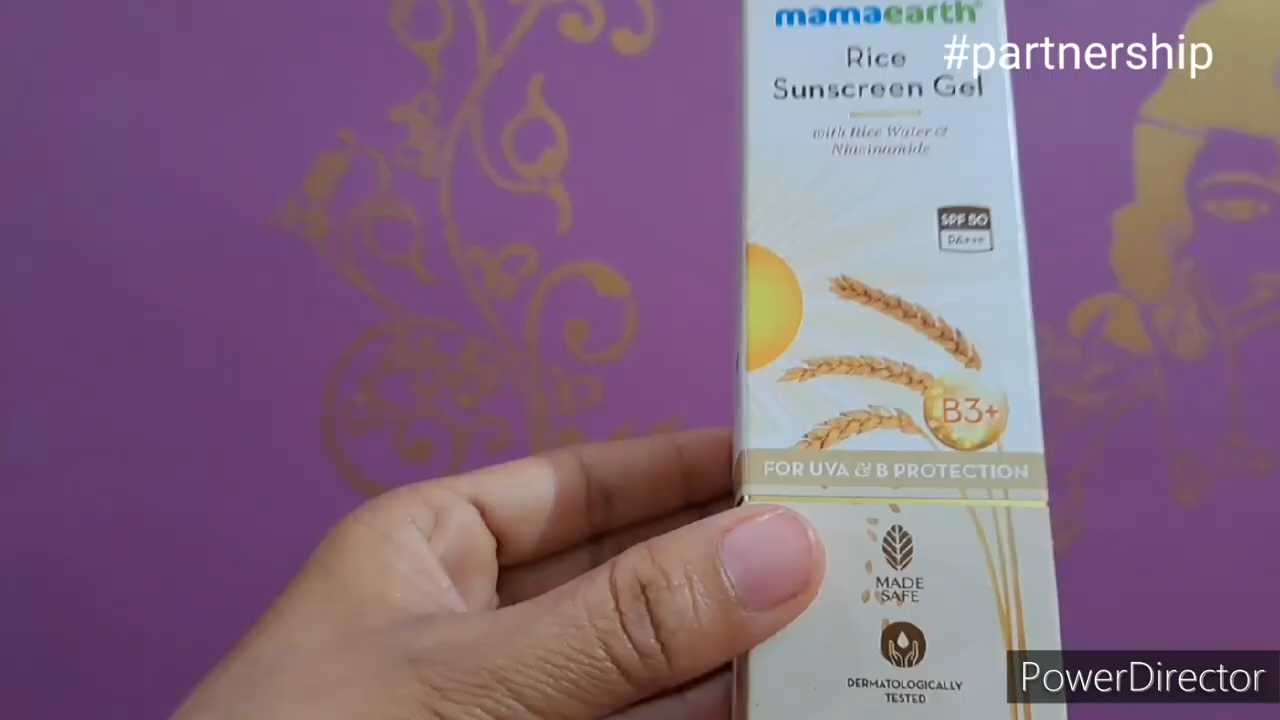 mamaearth
#partnership
Rice
Sunscreen Gel
with Rice Water &
Niacinamide
SPF 50
PA+++
B3+
FOR UVA & B PROTECTION
MADE
SAFE
DERMATOLOGICALLY
TESTED
PowerDirector